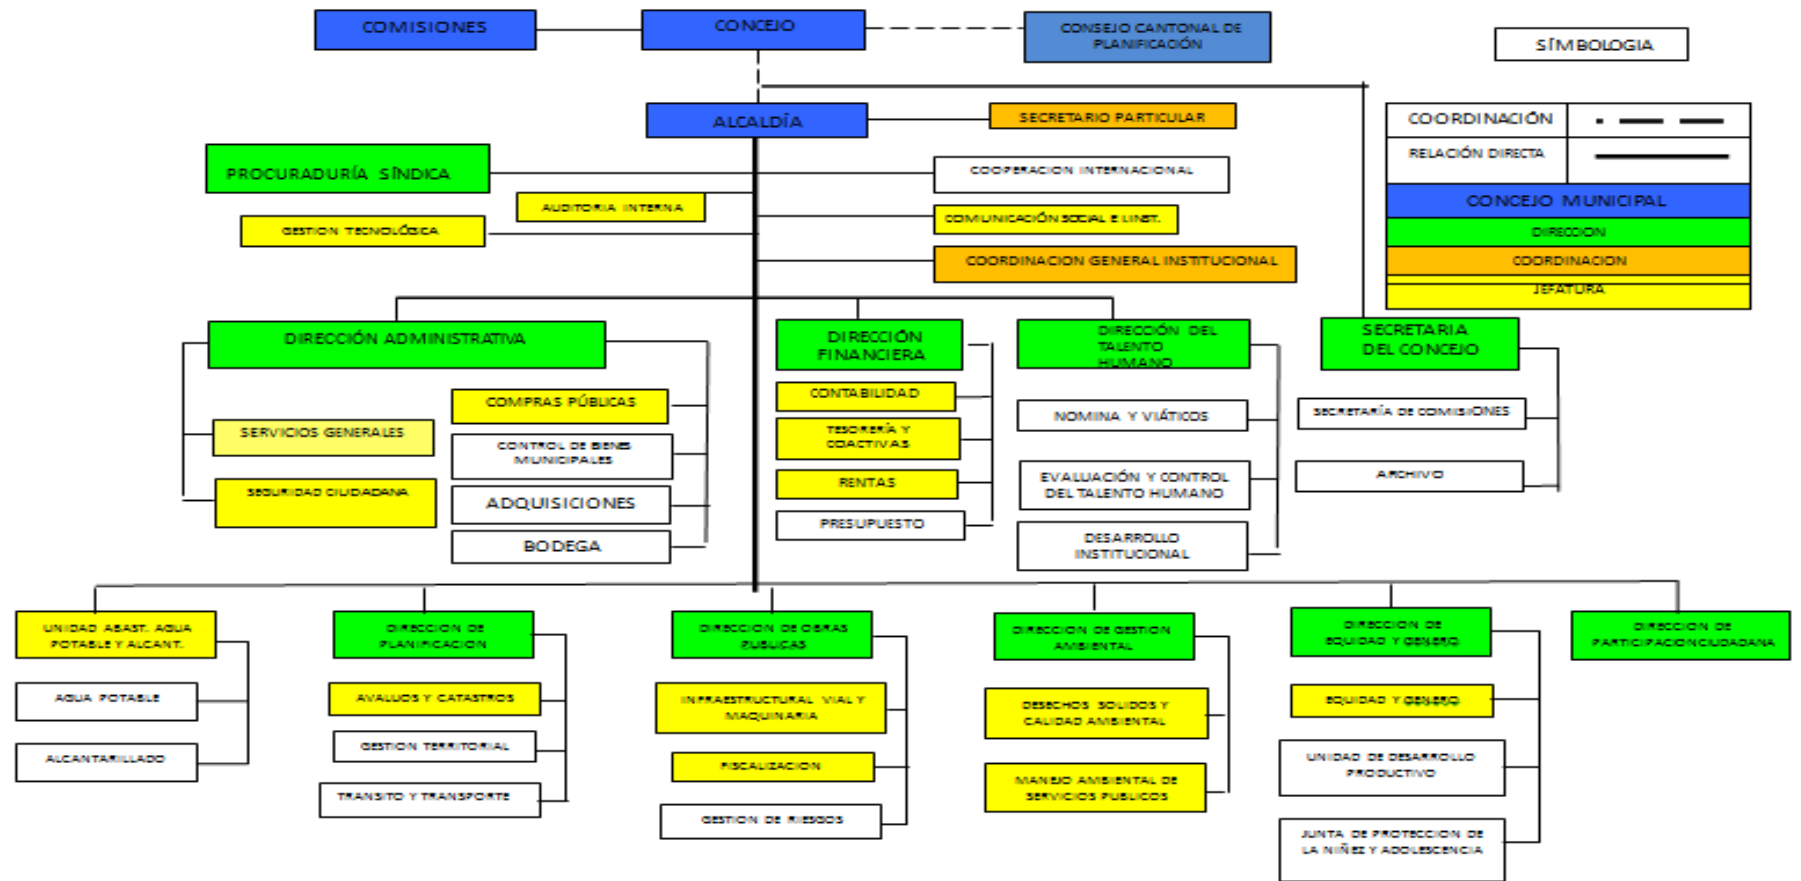 COMISIONES
CONCEJO
CONSEJO CANTONAL DE
PLANIFICACIÓN
SÍMBOLOGIA
ALCALDÍA
SECRETARIO PARTICULAR
COORDINACIÓN
RELACIÓN DIRECTA
CONCEJO MUNICIPAL
DIRECCION
COORDINACION
JEFATURA
PROCURADURÍA SÍNDICA
COOPERACION INTERNACIONAL
AUDITORIA INTERNA
COMUNICACIÓN SOCIAL E I.INST.
GESTION TECNOLÓGICA
COORDINACION GENERAL INSTITUCIONAL
DIRECCIÓN ADMINISTRATIVA
COMPRAS PÚBLICAS
SERVICIOS GENERALES
CONTROL DE BIENES
MUNICIPALES
SEGURIDAD CIUDADANA
ADQUISICIONES
BODEGA
DIRECCIÓN
FINANCIERA
CONTABILIDAD
TESORERÍA Y
COACTIVAS
RENTAS
PRESUPUESTO
DIRECCIÓN DEL
TALENTO
HUMANO
NOMINA Y VIÁTICOS
EVALUACIÓN Y CONTROL
DEL TALENTO HUMANO
DESARROLLO
INSTITUCIONAL
SECRETARIA
DEL CONCEJO
SECRETARÍA DE COMISIONES
ARCHIVO
UNIDAD ABAST. AGUA
POTABLE Y ALCANT.
AGUA POTABLE
ALCANTARILLADO
DIRECCION DE
PLANIFICACION
AVALUOS Y CATASTROS
GESTION TERRITORIAL
TRANSITO Y TRANSPORTE
DIRECCION DE OBRAS
PUBLICAS
INFRAESTRUCTURAL VIAL Y
MAQUINARIA
FISCALIZACION
GESTION DE RIESGOS
DIRECCION DE GESTION
AMBIENTAL
DESECHOS SOLIDOS Y
CALIDAD AMBIENTAL
MANEJO AMBIENTAL DE
SERVICIOS PUBLICOS
DIRECCION DE
EQUIDAD Y GENERO
EQUIDAD Y GENERO
UNIDAD DE DESARROLLO
PRODUCTIVO
JUNTA DE PROTECCION DE
LA NIÑEZ Y ADOLESCENCIA
DIRECCION DE
PARTICIPACION CIUDADANA